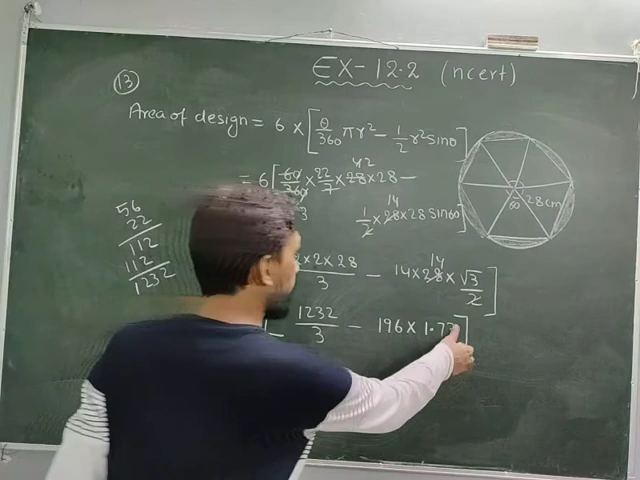 EX-12.2 (ncert)
(13)
Area of design = 6 × [θ/360 πr² - 1/2 r² sinθ]
= 6 [60/360 × 22/7 × 28 × 28 -
42
3
14
1/2 × 28 × 28 sin60]
60 28cm
56
22
112
112
1232
× 2 × 28 / 3 - 14 × 28 × √3/2]
14
1232/3 - 196 × 1.73]